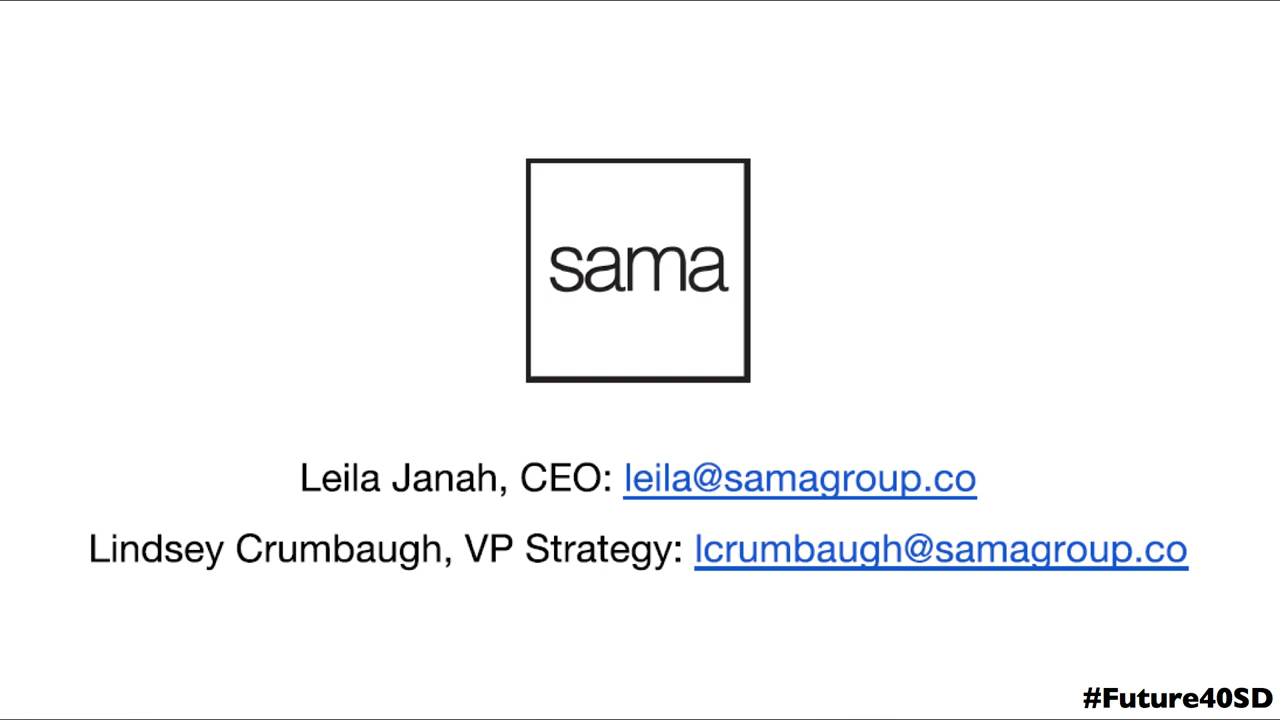 sama
Leila Janah, CEO: leila@samagroup.co
Lindsey Crumbaugh, VP Strategy: lcrumbaugh@samagroup.co
#Future40SD